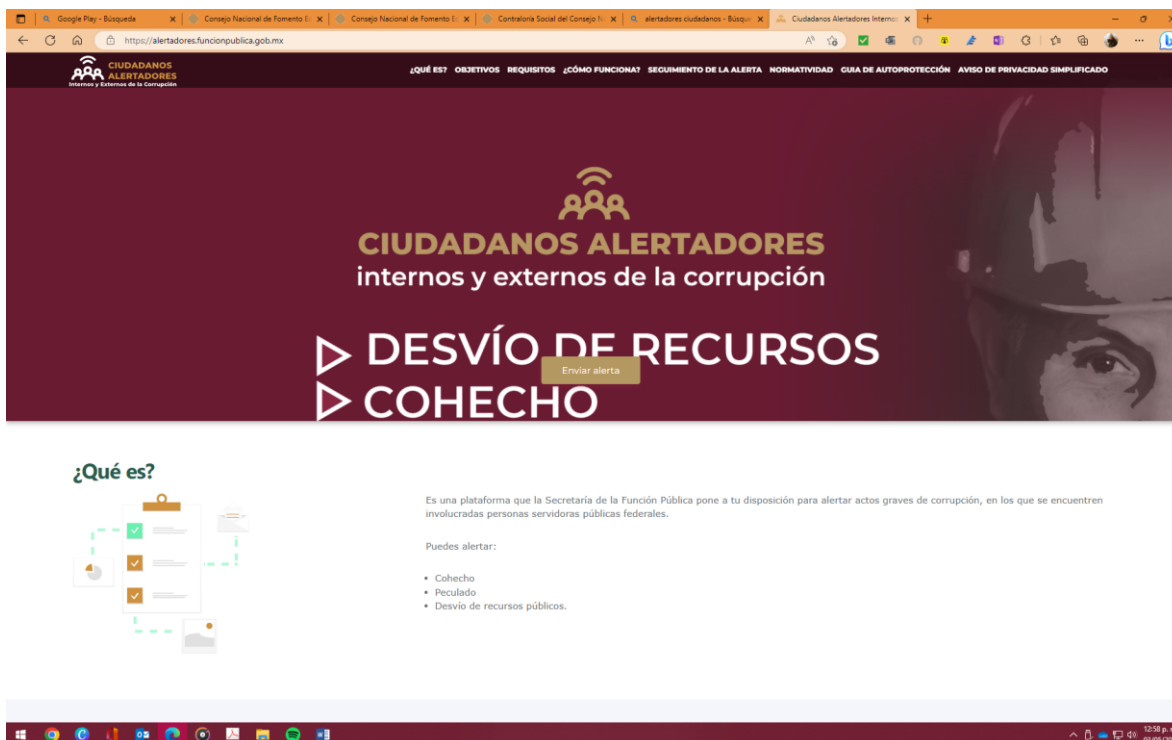 Google Play - Búsqueda
Consejo Nacional de Fomento E
Consejo Nacional de Fomento E
Contraloría Social del Consejo N
alertadores ciudadanos - Búsqu
Ciudadanos Alertadores Internos
https://alertadores.funcionpublica.gob.mx
CIUDADANOS
ALERTADORES
Internos y Externos de la Corrupción
¿QUÉ ES? OBJETIVOS REQUISITOS ¿CÓMO FUNCIONA? SEGUIMIENTO DE LA ALERTA NORMATIVIDAD GUIA DE AUTOPROTECCIÓN AVISO DE PRIVACIDAD SIMPLIFICADO
CIUDADANOS ALERTADORES
internos y externos de la corrupción
DESVÍO DE RECURSOS
Enviar alerta
COHECHO
¿Qué es?
Es una plataforma que la Secretaría de la Función Pública pone a tu disposición para alertar actos graves de corrupción, en los que se encuentren
involucradas personas servidoras públicas federales.
Puedes alertar:
• Cohecho
• Peculado
• Desvío de recursos públicos.
12:58 p.